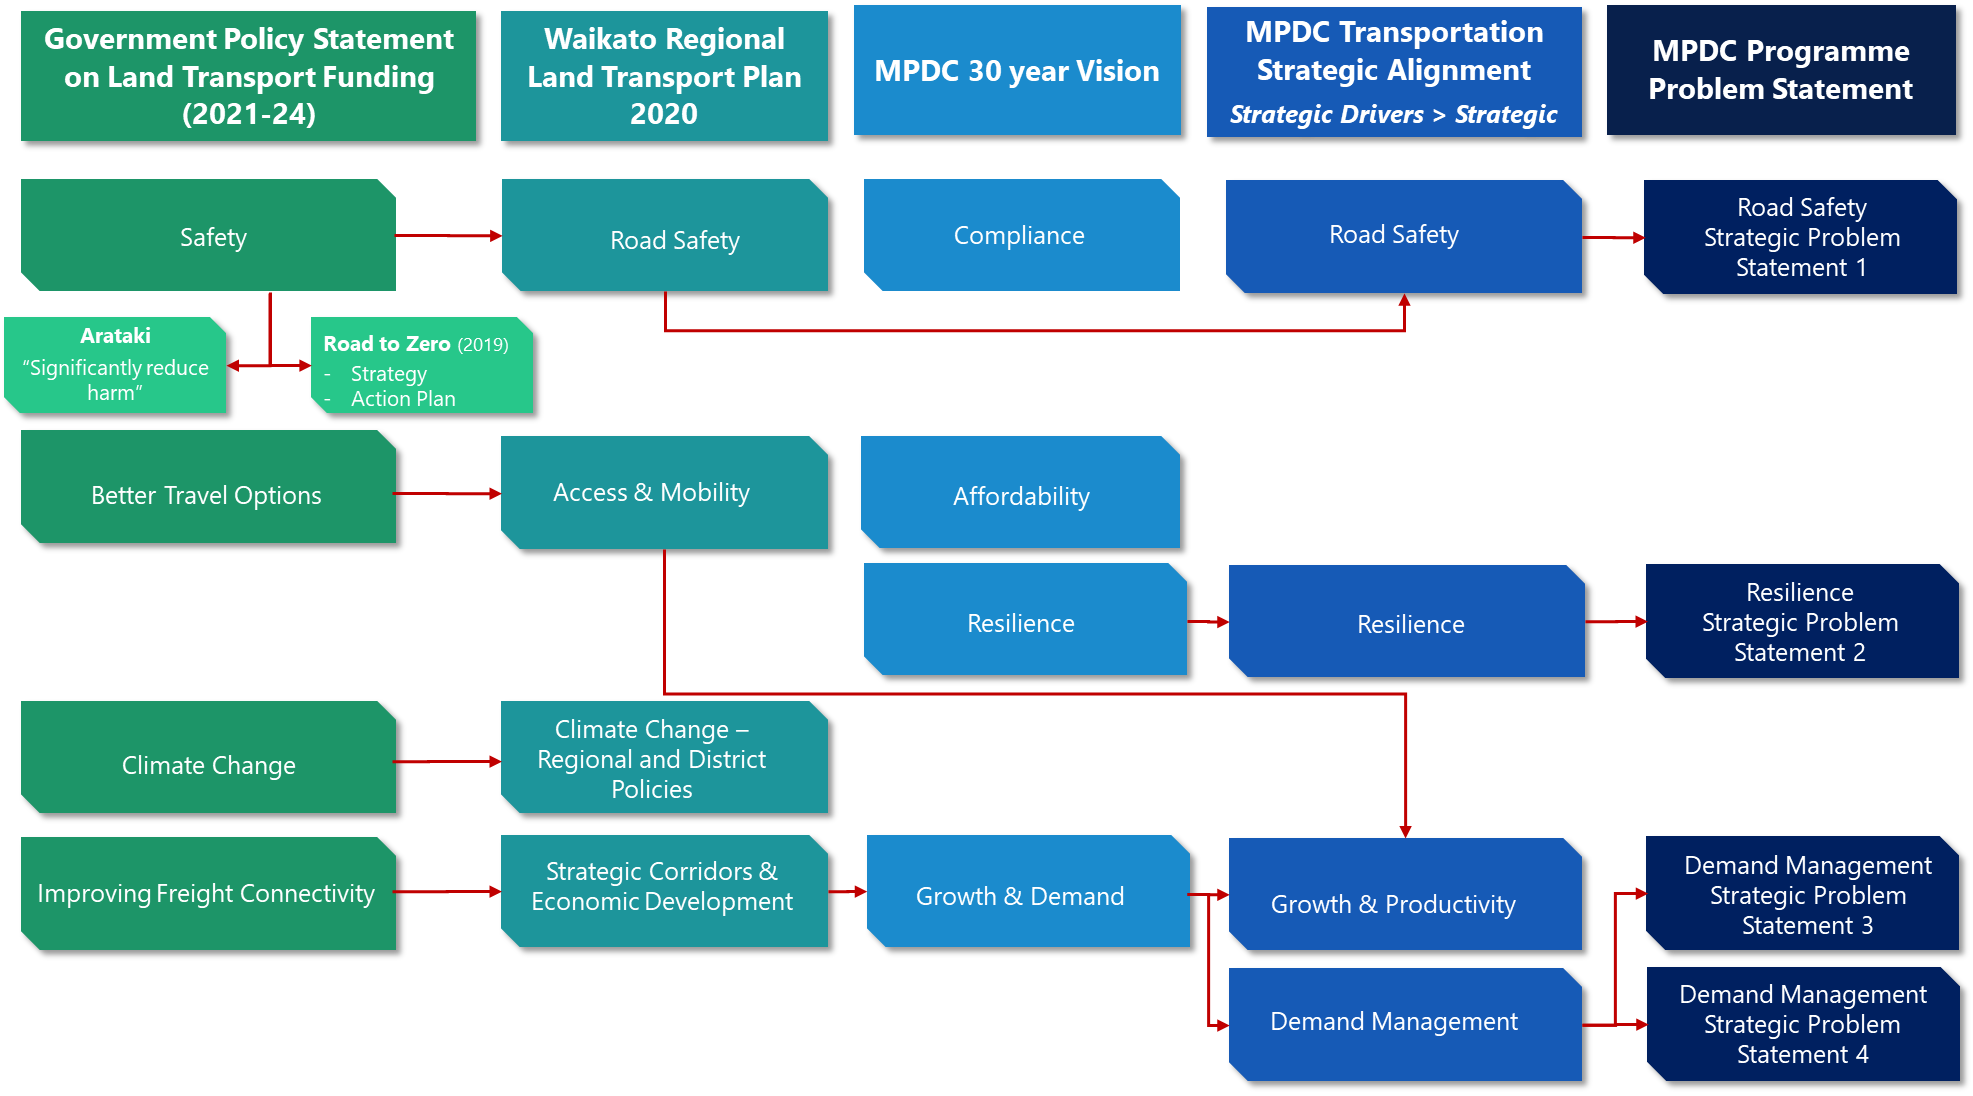 Government Policy Statement
on Land Transport Funding
(2021-24)
Waikato Regional
Land Transport Plan
2020
MPDC 30 year Vision
MPDC Transportation
Strategic Alignment
Strategic Drivers > Strategic
MPDC Programme
Problem Statement
Safety
Road Safety
Compliance
Road Safety
Road Safety
Strategic Problem
Statement 1
Arataki
“Significantly reduce
harm”
Road to Zero (2019)
- Strategy
- Action Plan
Better Travel Options
Access & Mobility
Affordability
Resilience
Resilience
Resilience
Strategic Problem
Statement 2
Climate Change
Climate Change –
Regional and District
Policies
Improving Freight Connectivity
Strategic Corridors &
Economic Development
Growth & Demand
Growth & Productivity
Demand Management
Strategic Problem
Statement 3
Demand Management
Demand Management
Strategic Problem
Statement 4